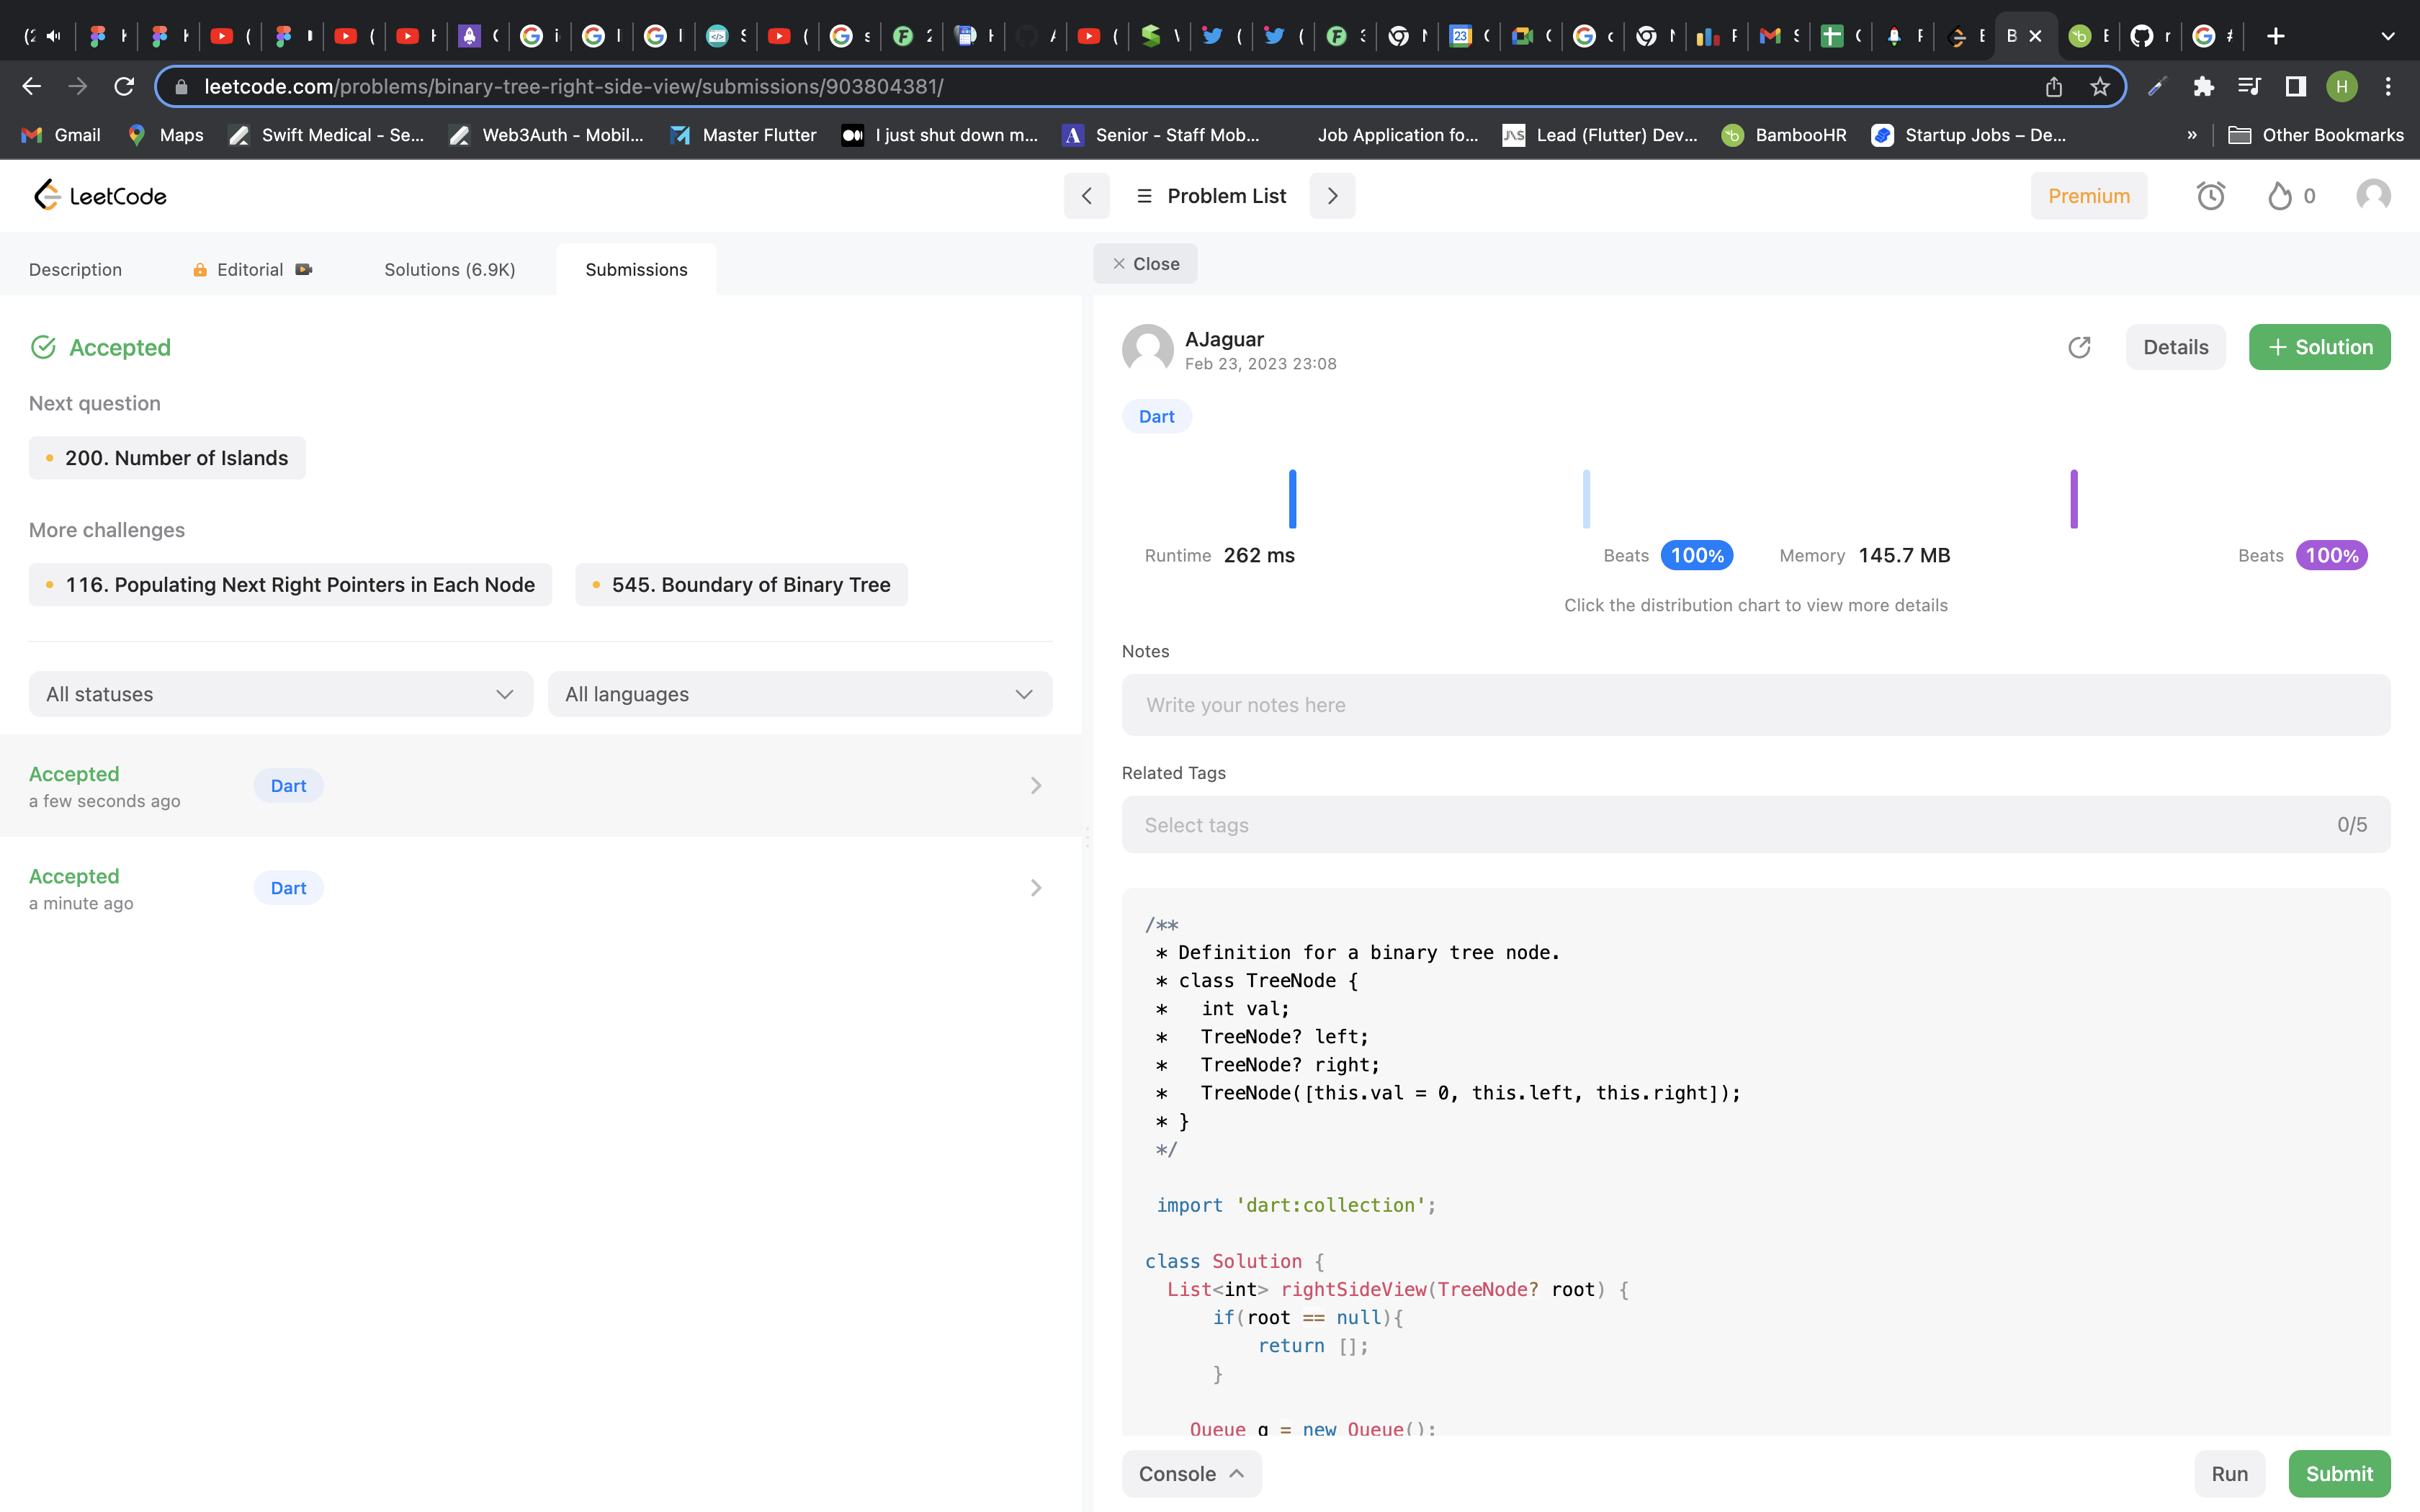 leetcode.com/problems/binary-tree-right-side-view/submissions/903804381/
H
Gmail Maps Swift Medical - Se... Web3Auth - Mobil... Master Flutter I just shut down m... Senior - Staff Mob... Job Application fo... Lead (Flutter) Dev... BambooHR Startup Jobs – De... » Other Bookmarks
LeetCode Problem List Premium 0
Description Editorial Solutions (6.9K) Submissions
Close
Accepted
Next question
200. Number of Islands
More challenges
116. Populating Next Right Pointers in Each Node 545. Boundary of Binary Tree
All statuses All languages
Accepted
a few seconds ago
Dart
Accepted
a minute ago
Dart
AJaguar
Feb 23, 2023 23:08
Details + Solution
Dart
Runtime 262 ms Beats 100% Memory 145.7 MB Beats 100%
Click the distribution chart to view more details
Notes
Write your notes here
Related Tags
Select tags 0/5
/**
* Definition for a binary tree node.
* class TreeNode {
* int val;
* TreeNode? left;
* TreeNode? right;
* TreeNode([this.val = 0, this.left, this.right]);
* }
*/
import 'dart:collection';
class Solution {
List<int> rightSideView(TreeNode? root) {
if(root == null){
return [];
}
Queue q = new Queue();
Console Run Submit